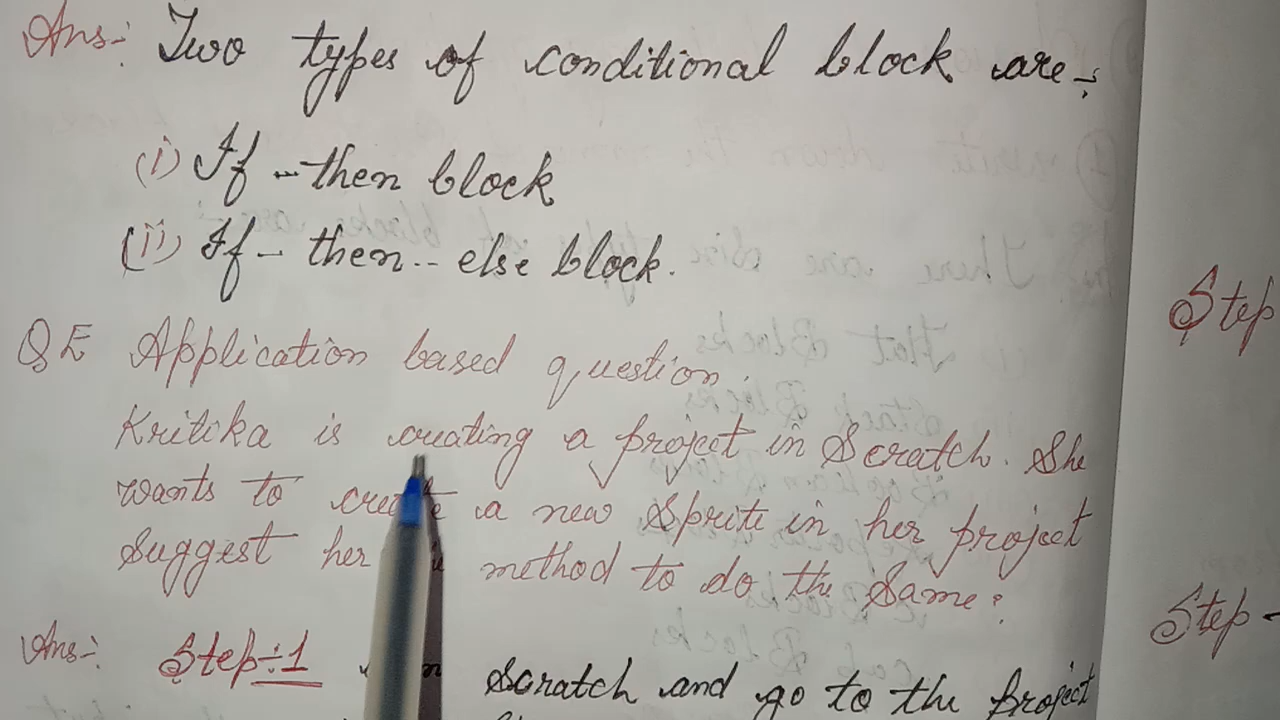 Ans:- Two types of conditional block are:-
(i) If --- then block
(ii) If -- then -- else block.
QE Application based question.
Kritika is creating a project in Scratch. She
wants to create a new Sprite in her project
Suggest her method to do the same?
Ans:- Step:-1 Scratch and go to the project
Step
Step -